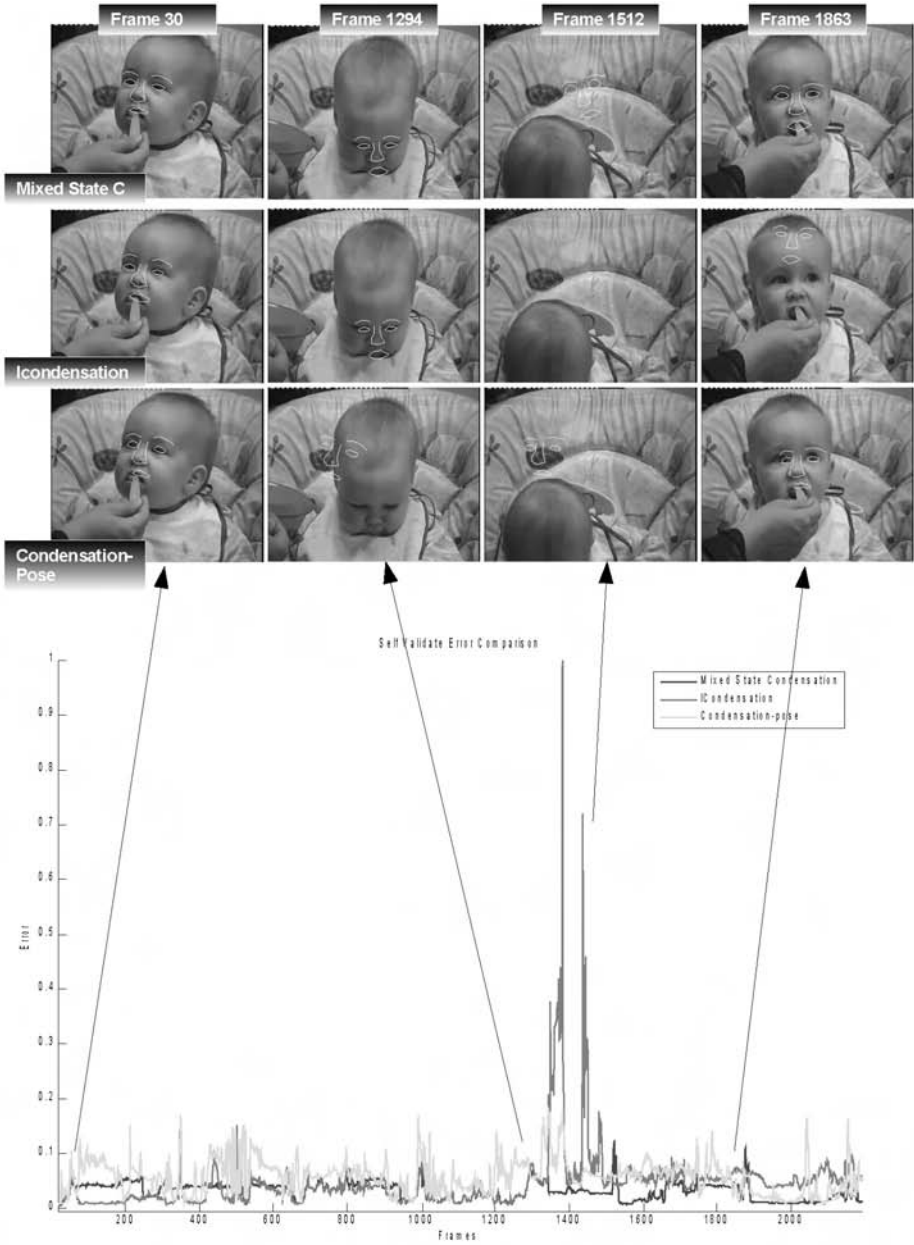 Frame 30
Frame 1294
Frame 1512
Frame 1863
Mixed State C
Icondensation
Condensation-
Pose
Self Validate Error Comparison
Mixed State Condensation
ICondensation
Condensation-pose
1
0.9
0.8
0.7
0.6
0.5
0.4
0.3
0.2
0.1
0
Error
200
400
600
800
1000
1200
1400
1600
1800
2000
Frames